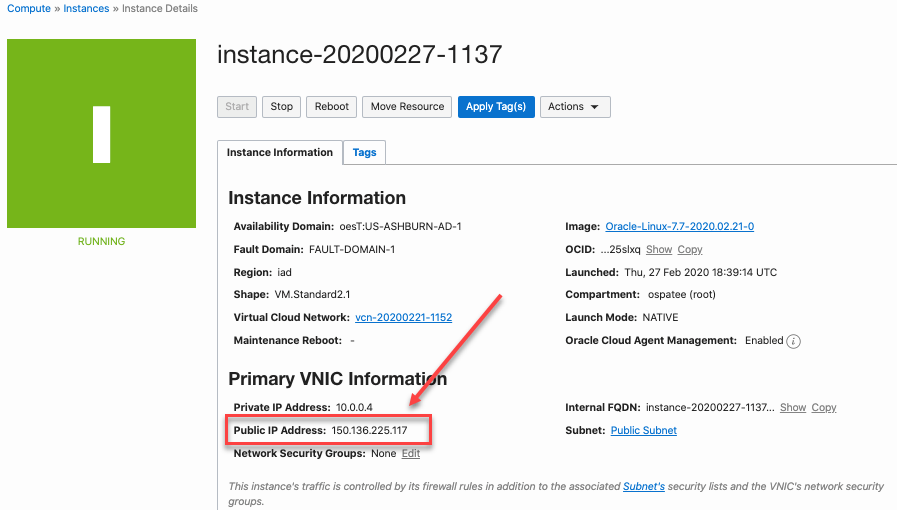 Compute » Instances » Instance Details
I
RUNNING
instance-20200227-1137
Start Stop Reboot Move Resource Apply Tag(s) Actions
Instance Information Tags
Instance Information
Availability Domain: oesT:US-ASHBURN-AD-1
Fault Domain: FAULT-DOMAIN-1
Region: iad
Shape: VM.Standard2.1
Virtual Cloud Network: vcn-20200221-1152
Maintenance Reboot: -
Image: Oracle-Linux-7.7-2020.02.21-0
OCID: ...25slxq Show Copy
Launched: Thu, 27 Feb 2020 18:39:14 UTC
Compartment: ospatee (root)
Launch Mode: NATIVE
Oracle Cloud Agent Management: Enabled i
Primary VNIC Information
Private IP Address: 10.0.0.4
Public IP Address: 150.136.225.117
Network Security Groups: None Edit
Internal FQDN: instance-20200227-1137... Show Copy
Subnet: Public Subnet
This instance's traffic is controlled by its firewall rules in addition to the associated Subnet's security lists and the VNIC's network security
groups.